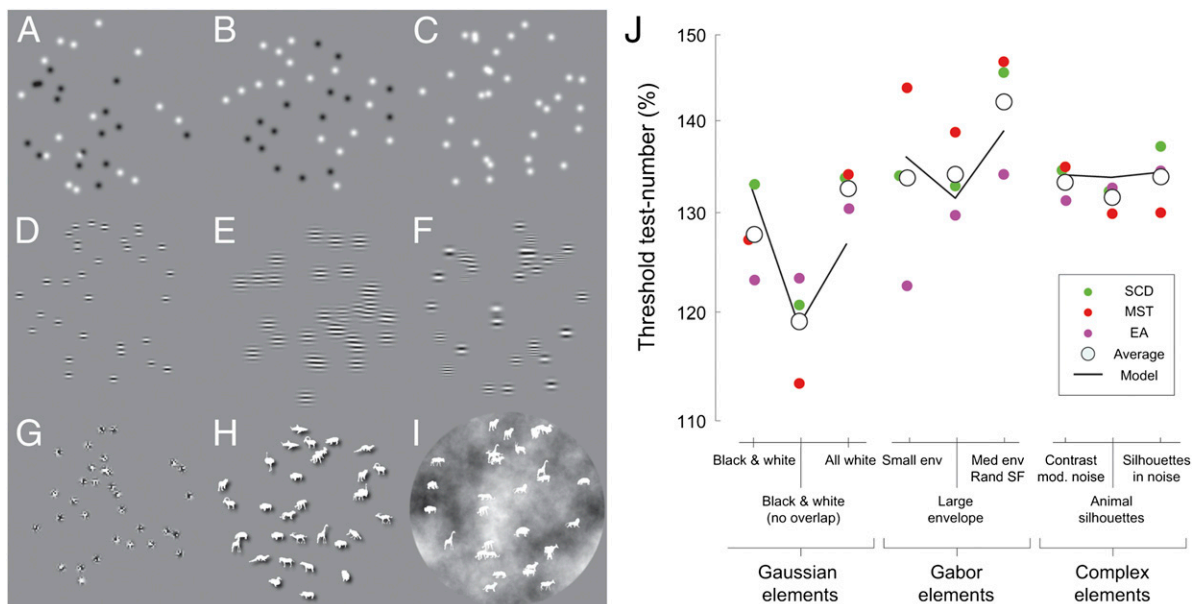 A
B
C
D
E
F
G
H
I
J
Threshold test-number (%)
150
140
130
120
110
SCD
MST
EA
Average
Model
Black & white
All white
Small env
Med env
Rand SF
Contrast
mod. noise
Silhouettes
in noise
Black & white
(no overlap)
Large
envelope
Animal
silhouettes
Gaussian
elements
Gabor
elements
Complex
elements